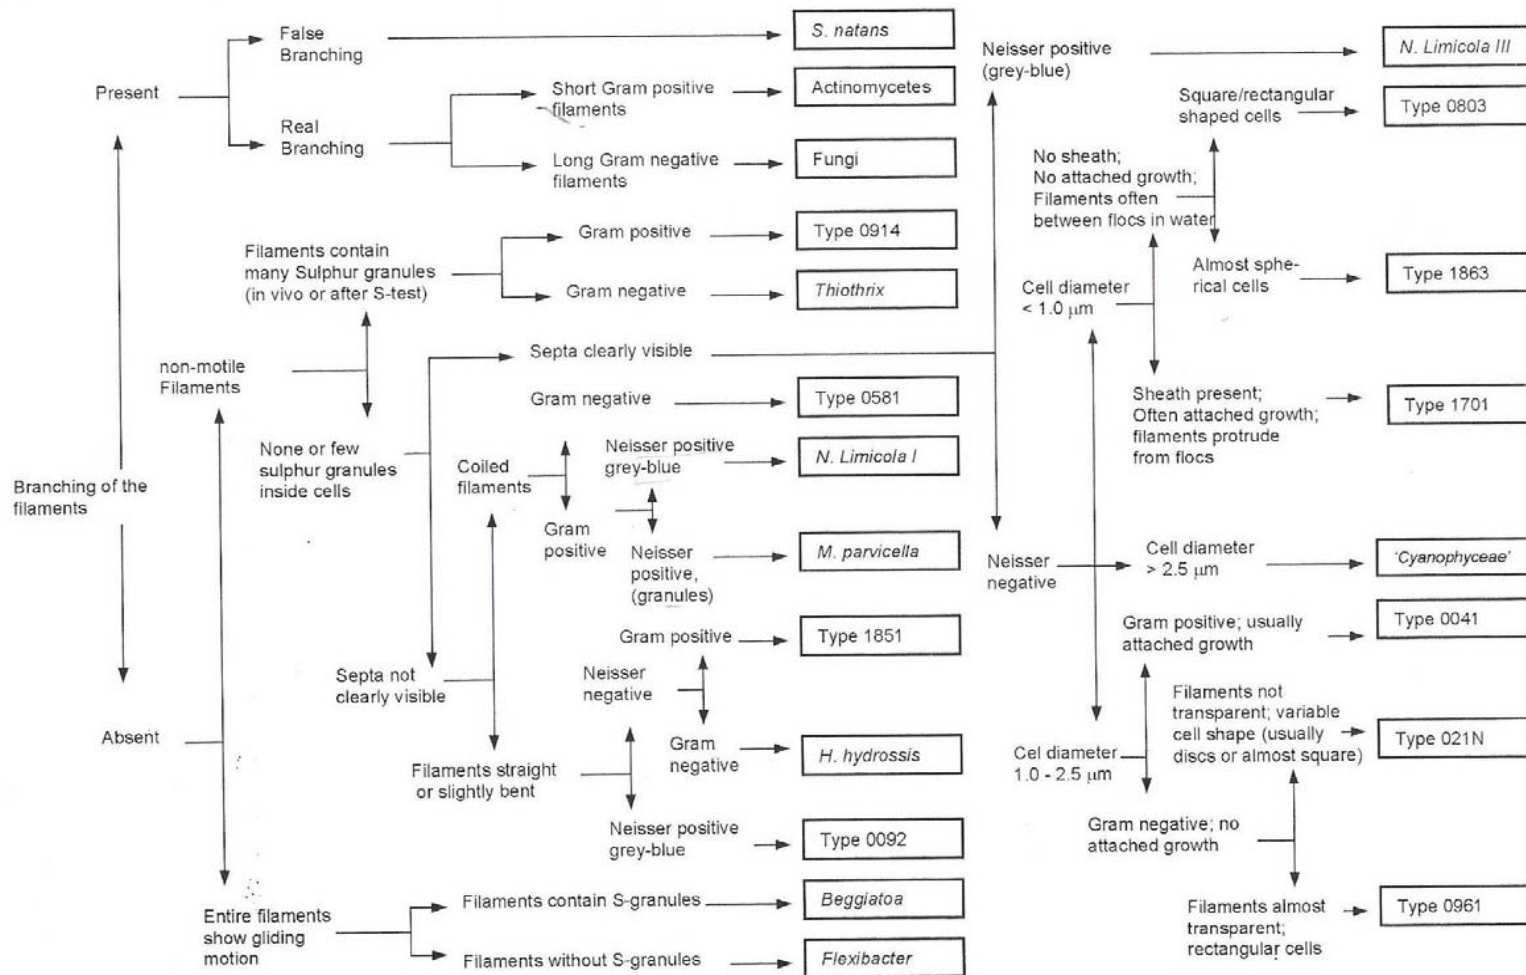 False
Branching
S. natans
Present
Real
Branching
Short Gram positive
filaments
Actinomycetes
Long Gram negative
filaments
Fungi
Filaments contain
many Sulphur granules
(in vivo or after S-test)
Gram positive
Type 0914
Gram negative
Thiothrix
non-motile
Filaments
Septa clearly visible
Gram negative
Type 0581
None or few
sulphur granules
inside cells
Coiled
filaments
Neisser positive
grey-blue
N. Limicola I
Branching of the
filaments
Gram
positive
Neisser
positive,
(granules)
M. parvicella
Gram positive
Type 1851
Septa not
clearly visible
Neisser
negative
Absent
Gram
negative
H. hydrossis
Filaments straight
or slightly bent
Neisser positive
grey-blue
Type 0092
Entire filaments
show gliding
motion
Filaments contain S-granules
Beggiatoa
Filaments without S-granules
Flexibacter
Neisser positive
(grey-blue)
N. Limicola III
Square/rectangular
shaped cells
Type 0803
No sheath;
No attached growth;
Filaments often
between flocs in water
Almost sphe-
rical cells
Type 1863
Cell diameter
< 1.0 µm
Sheath present;
Often attached growth;
filaments protrude
from flocs
Type 1701
Neisser
negative
Cell diameter
> 2.5 µm
'Cyanophyceae'
Gram positive; usually
attached growth
Type 0041
Filaments not
transparent; variable
cell shape (usually
discs or almost square)
Type 021N
Cel diameter
1.0 - 2.5 µm
Gram negative; no
attached growth
Filaments almost
transparent;
rectangular cells
Type 0961